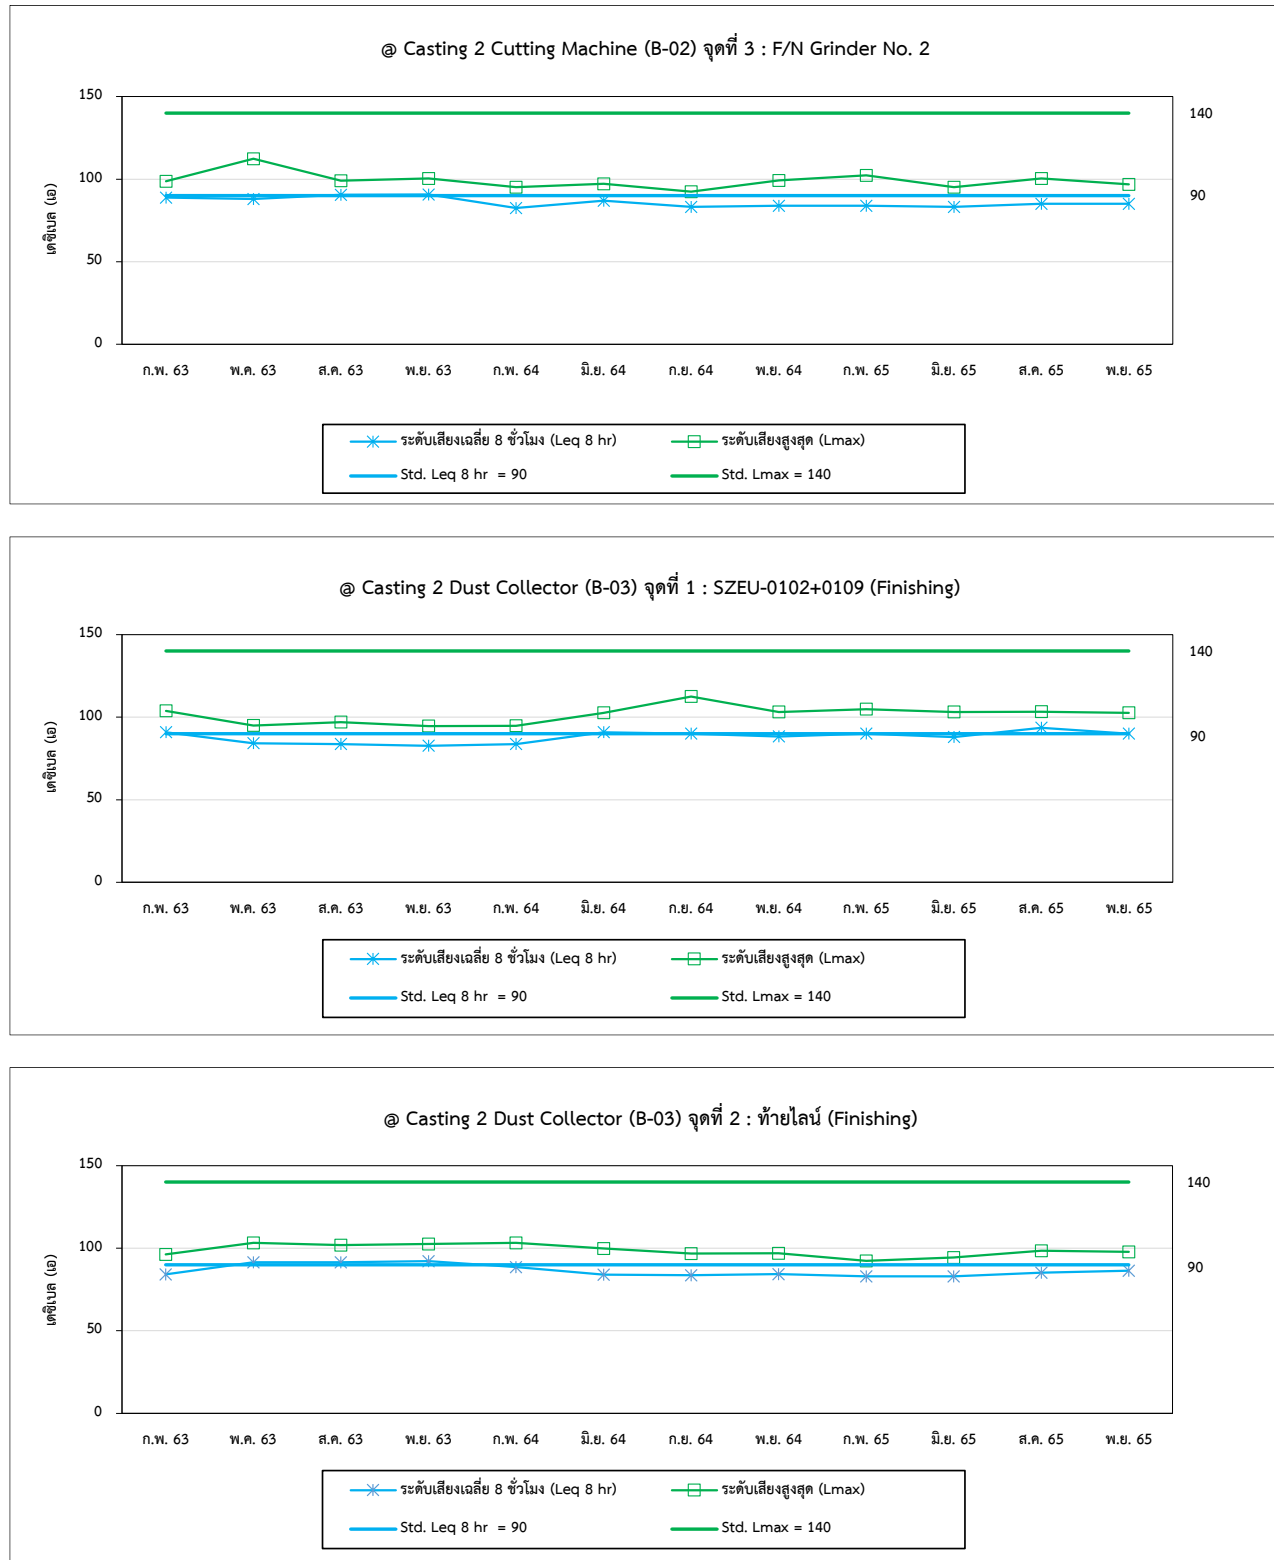 @ Casting 2 Cutting Machine (B-02) จุดที่ 3 : F/N Grinder No. 2
150
140
100
90
50
0
เดซิเบล (เอ)
ก.พ. 63 พ.ค. 63 ส.ค. 63 พ.ย. 63 ก.พ. 64 มิ.ย. 64 ก.ย. 64 พ.ย. 64 ก.พ. 65 มิ.ย. 65 ส.ค. 65 พ.ย. 65
ระดับเสียงเฉลี่ย 8 ชั่วโมง (Leq 8 hr) ระดับเสียงสูงสุด (Lmax)
Std. Leq 8 hr = 90 Std. Lmax = 140
@ Casting 2 Dust Collector (B-03) จุดที่ 1 : SZEU-0102+0109 (Finishing)
150
140
100
90
50
0
เดซิเบล (เอ)
ก.พ. 63 พ.ค. 63 ส.ค. 63 พ.ย. 63 ก.พ. 64 มิ.ย. 64 ก.ย. 64 พ.ย. 64 ก.พ. 65 มิ.ย. 65 ส.ค. 65 พ.ย. 65
ระดับเสียงเฉลี่ย 8 ชั่วโมง (Leq 8 hr) ระดับเสียงสูงสุด (Lmax)
Std. Leq 8 hr = 90 Std. Lmax = 140
@ Casting 2 Dust Collector (B-03) จุดที่ 2 : ท้ายไลน์ (Finishing)
150
140
100
90
50
0
เดซิเบล (เอ)
ก.พ. 63 พ.ค. 63 ส.ค. 63 พ.ย. 63 ก.พ. 64 มิ.ย. 64 ก.ย. 64 พ.ย. 64 ก.พ. 65 มิ.ย. 65 ส.ค. 65 พ.ย. 65
ระดับเสียงเฉลี่ย 8 ชั่วโมง (Leq 8 hr) ระดับเสียงสูงสุด (Lmax)
Std. Leq 8 hr = 90 Std. Lmax = 140